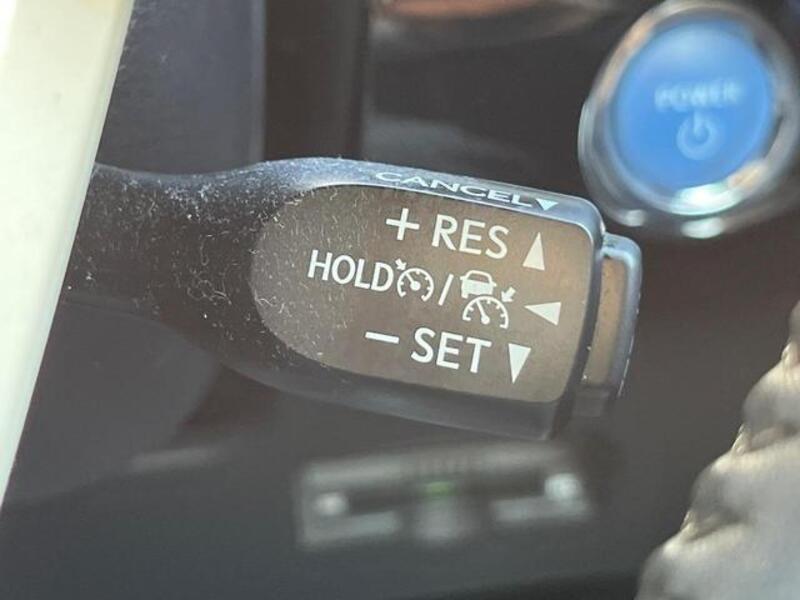 CANCEL
+ RES
HOLD /
− SET
POWER